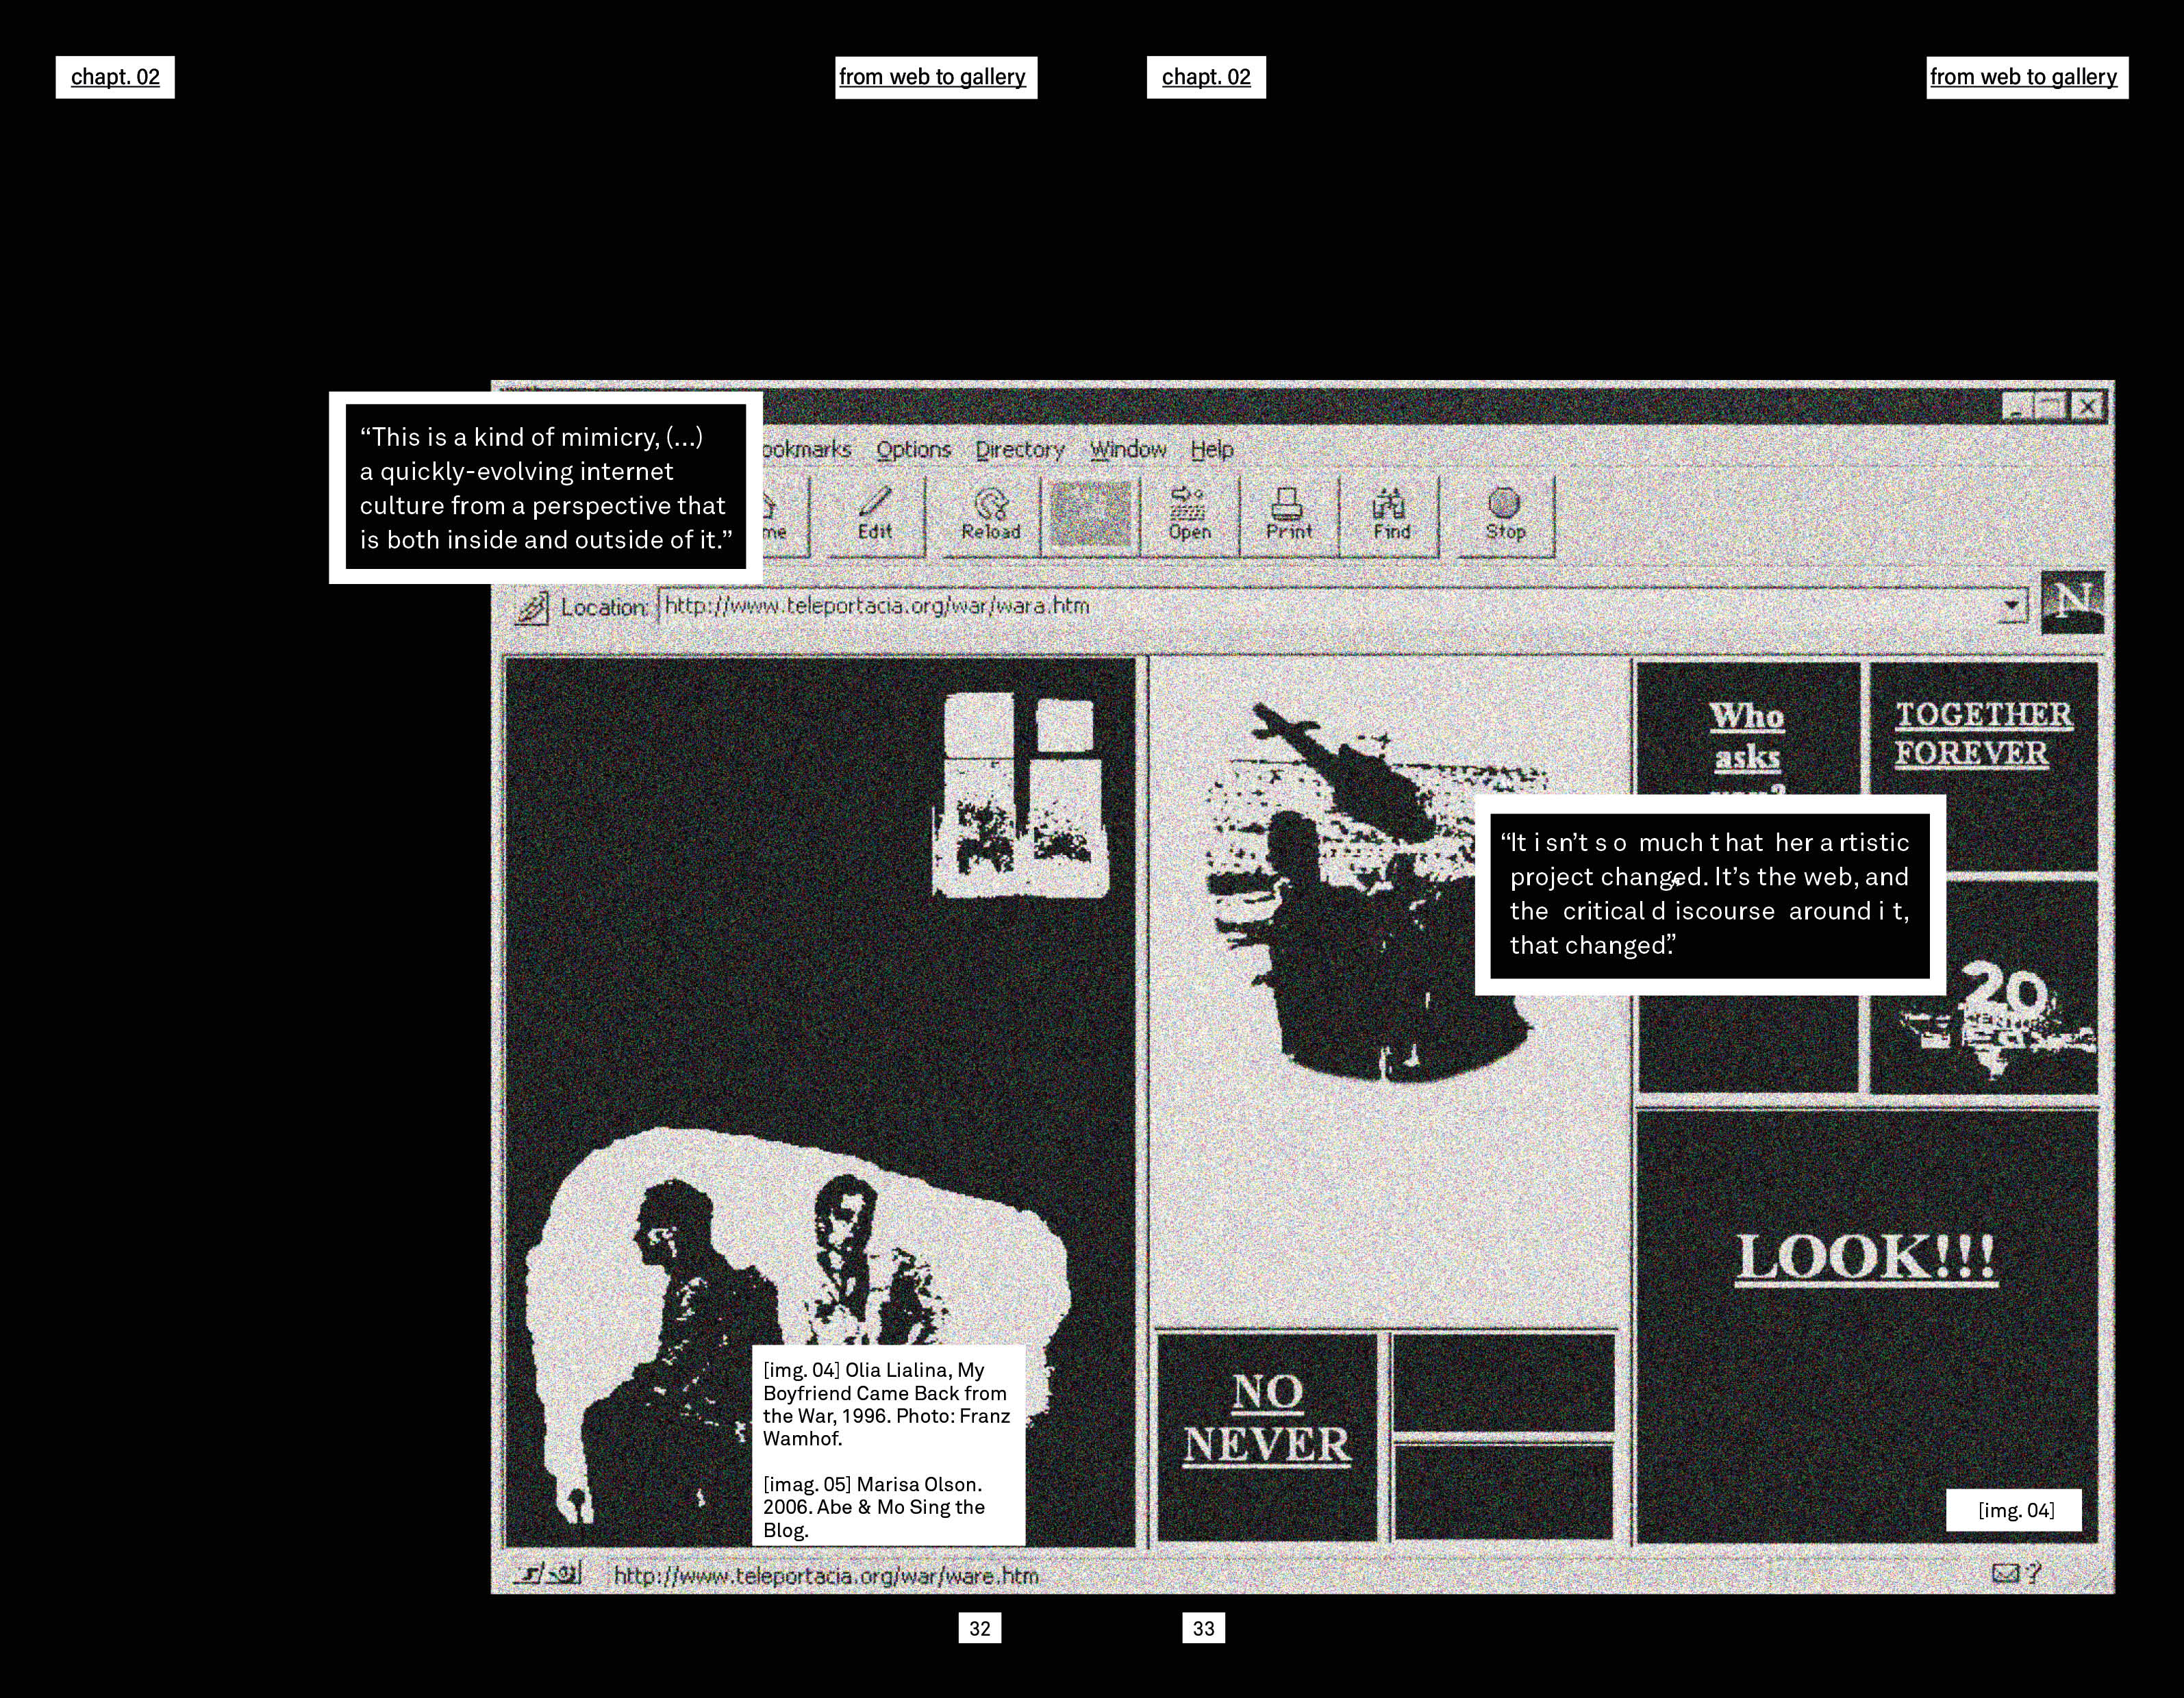 chapt. 02
from web to gallery
chapt. 02
from web to gallery
“This is a kind of mimicry, (...)
a quickly-evolving internet
culture from a perspective that
is both inside and outside of it.”
ookmarks Options Directory Window Help
me Edit Reload Open Print Find Stop
Location: http://www.teleportacia.org/war/wara.htm
N
Who
asks
you?
TOGETHER
FOREVER
“It i sn’t s o much t hat her a rtistic
project changed. It’s the web, and
the critical d iscourse around i t,
that changed.”
20
LOOK!!!
NO
NEVER
[img. 04] Olia Lialina, My
Boyfriend Came Back from
the War, 1996. Photo: Franz
Wamhof.
[imag. 05] Marisa Olson.
2006. Abe & Mo Sing the
Blog.
[img. 04]
http://www.teleportacia.org/war/ware.htm
?
32
33